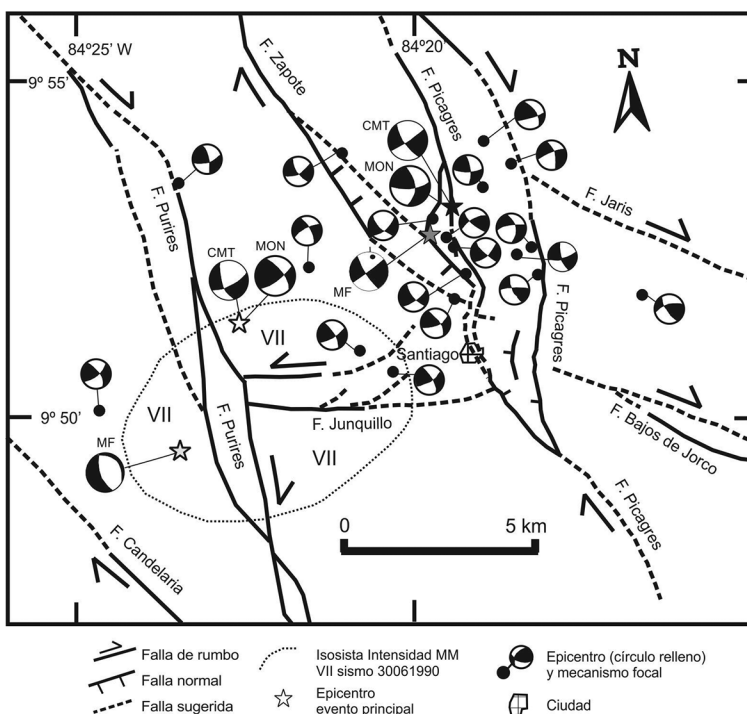 84º25' W
84º20'
N
9º 55'
F. Zapote
F. Picagres
CMT
MON
F. Jaris
F. Purires
CMT
MON
MF
F. Picagres
VII
Santiago
VII
9º 50'
F. Junquillo
F. Bajos de Jorco
MF
F. Purires
VII
F. Picagres
0
5 km
F. Candelaria
Falla de rumbo
Falla normal
Falla sugerida
Isosista Intensidad MM
VII sismo 30061990
Epicentro
evento principal
Epicentro (círculo relleno)
y mecanismo focal
Ciudad